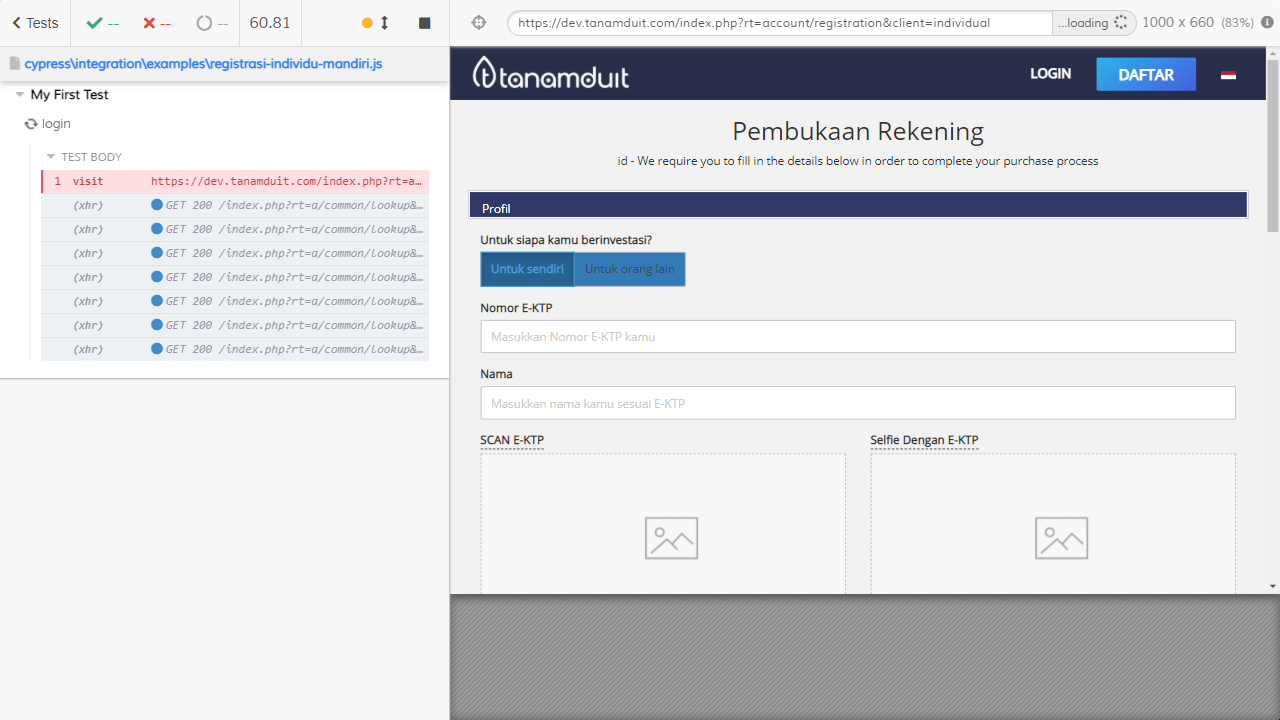 Tests
--
--
--
60.81
https://dev.tanamduit.com/index.php?rt=account/registration&client=individual
...loading
1000 x 660 (83%)
cypress\integration\examples\registrasi-individu-mandiri.js
My First Test
login
TEST BODY
1 visit https://dev.tanamduit.com/index.php?rt=a…
(xhr) GET 200 /index.php?rt=a/common/lookup&…
(xhr) GET 200 /index.php?rt=a/common/lookup&…
(xhr) GET 200 /index.php?rt=a/common/lookup&…
(xhr) GET 200 /index.php?rt=a/common/lookup&…
(xhr) GET 200 /index.php?rt=a/common/lookup&…
(xhr) GET 200 /index.php?rt=a/common/lookup&…
(xhr) GET 200 /index.php?rt=a/common/lookup&…
tanamduit
LOGIN
DAFTAR
Pembukaan Rekening
id - We require you to fill in the details below in order to complete your purchase process
Profil
Untuk siapa kamu berinvestasi?
Untuk sendiri
Untuk orang lain
Nomor E-KTP
Masukkan Nomor E-KTP kamu
Nama
Masukkan nama kamu sesuai E-KTP
SCAN E-KTP
Selfie Dengan E-KTP